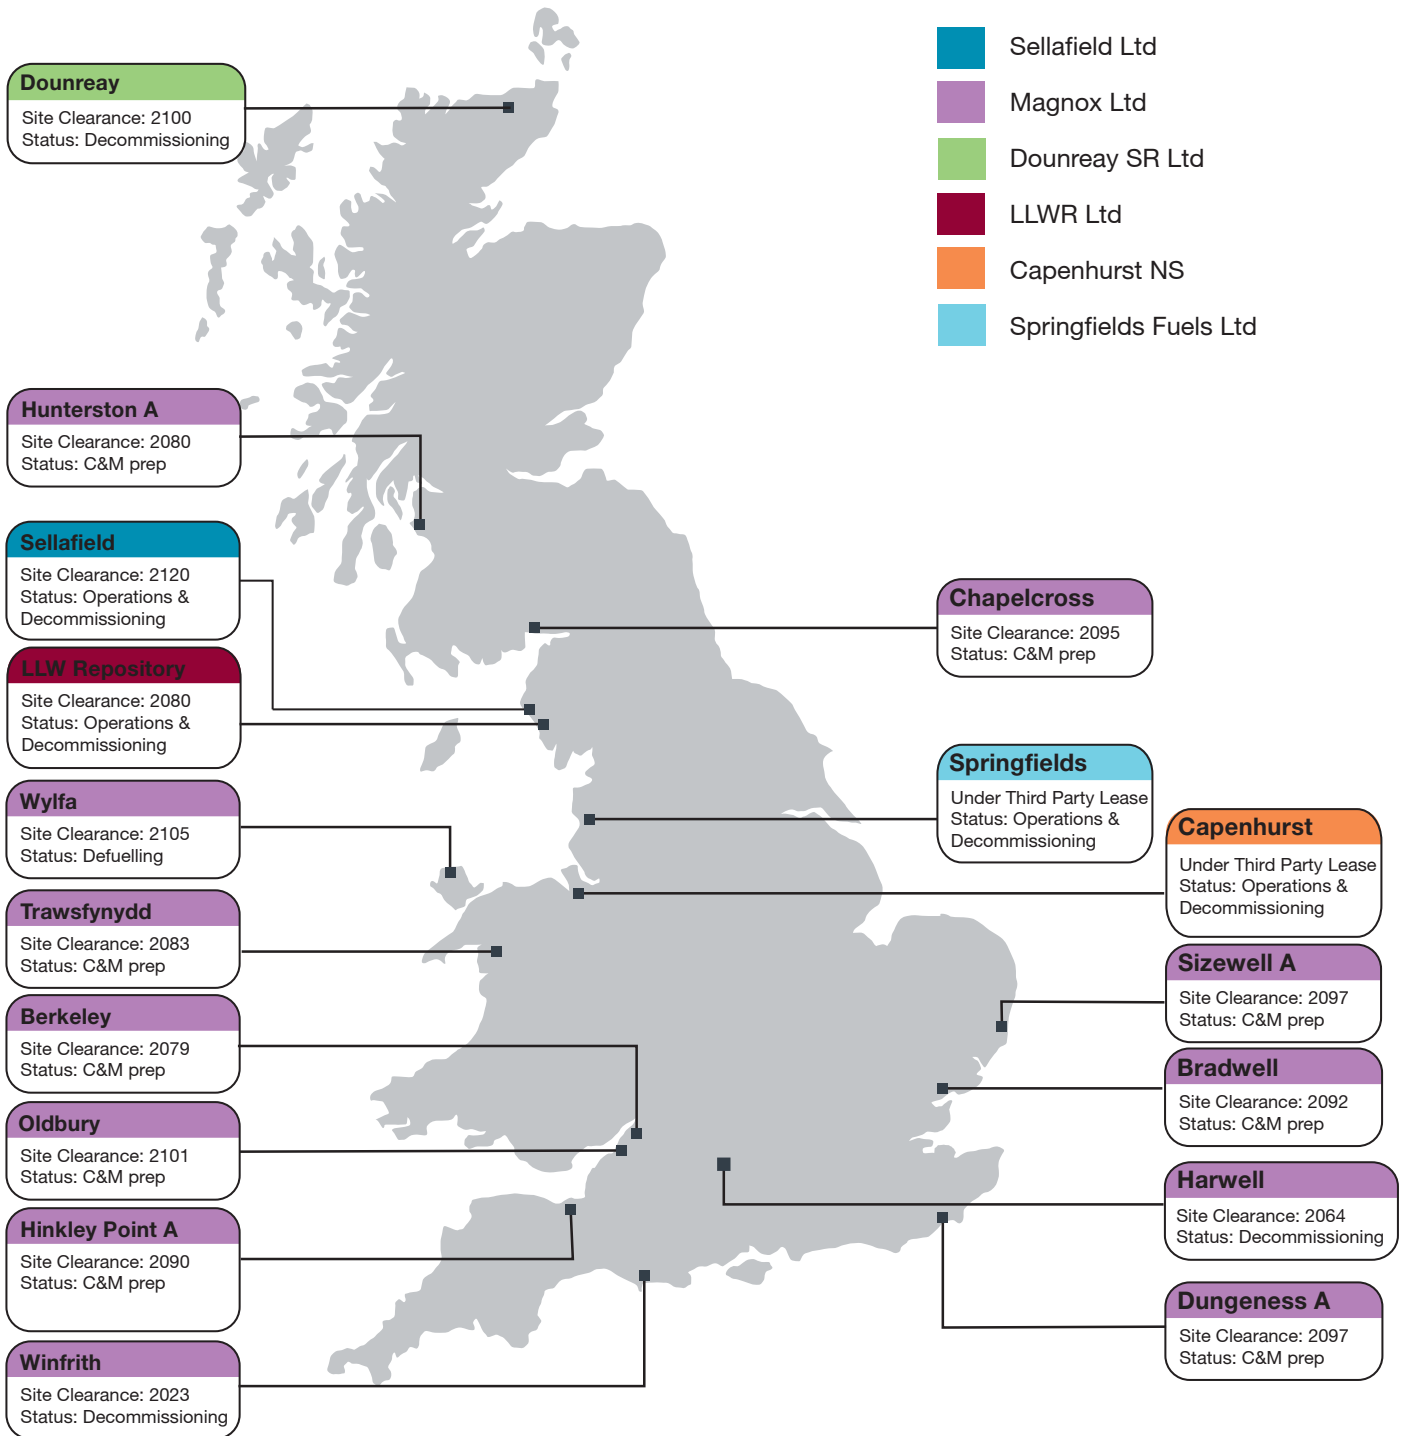 Sellafield Ltd
Magnox Ltd
Dounreay SR Ltd
LLWR Ltd
Capenhurst NS
Springfields Fuels Ltd
Dounreay
Site Clearance: 2100
Status: Decommissioning
Hunterston A
Site Clearance: 2080
Status: C&M prep
Sellafield
Site Clearance: 2120
Status: Operations &
Decommissioning
LLW Repository
Site Clearance: 2080
Status: Operations &
Decommissioning
Wylfa
Site Clearance: 2105
Status: Defuelling
Trawsfynydd
Site Clearance: 2083
Status: C&M prep
Berkeley
Site Clearance: 2079
Status: C&M prep
Oldbury
Site Clearance: 2101
Status: C&M prep
Hinkley Point A
Site Clearance: 2090
Status: C&M prep
Winfrith
Site Clearance: 2023
Status: Decommissioning
Chapelcross
Site Clearance: 2095
Status: C&M prep
Springfields
Under Third Party Lease
Status: Operations &
Decommissioning
Capenhurst
Under Third Party Lease
Status: Operations &
Decommissioning
Sizewell A
Site Clearance: 2097
Status: C&M prep
Bradwell
Site Clearance: 2092
Status: C&M prep
Harwell
Site Clearance: 2064
Status: Decommissioning
Dungeness A
Site Clearance: 2097
Status: C&M prep